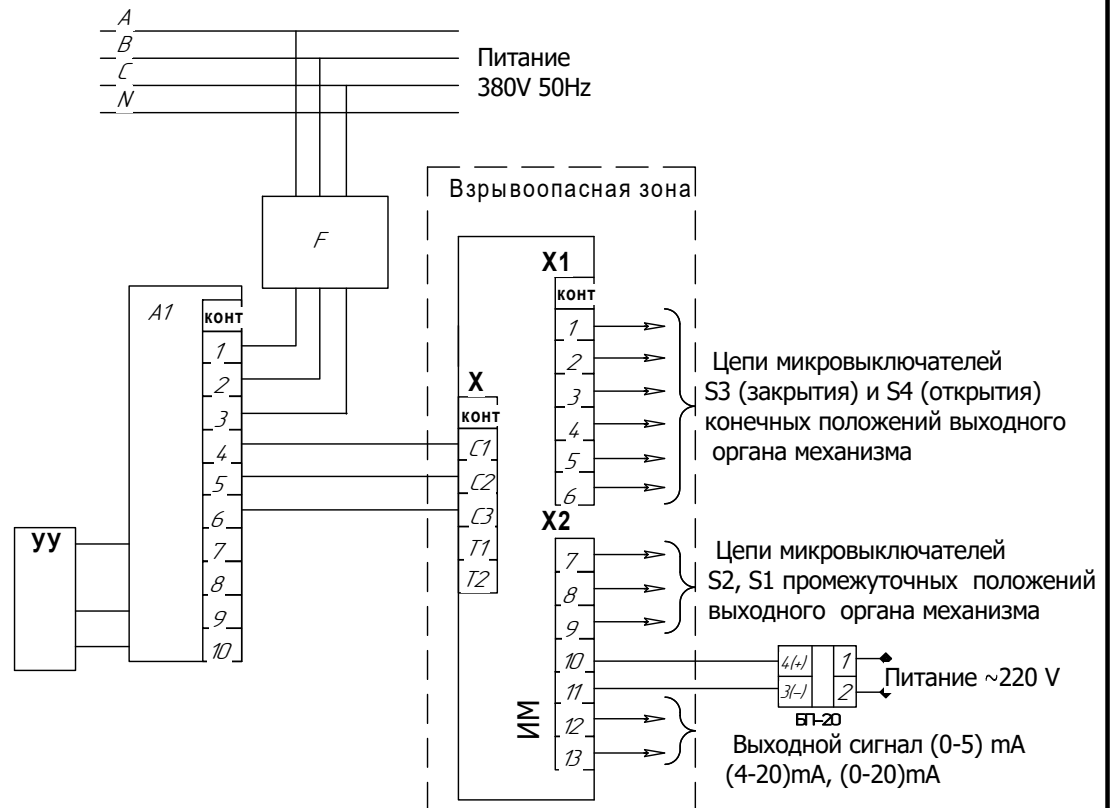 A
B
C
N
Питание
380V 50Hz
Взрывоопасная зона
F
A1
конт
1
2
3
4
5
6
7
8
9
10
УУ
X
конт
C1
C2
C3
T1
T2
X1
конт
1
2
3
4
5
6
Цепи микровыключателей
S3 (закрытия) и S4 (открытия)
конечных положений выходного
органа механизма
X2
7
8
9
10
11
12
13
ИМ
Цепи микровыключателей
S2, S1 промежуточных положений
выходного органа механизма
4(+) 1
3(–) 2
БП–20
Питание ~220 V
Выходной сигнал (0-5) mA
(4-20)mA, (0-20)mA